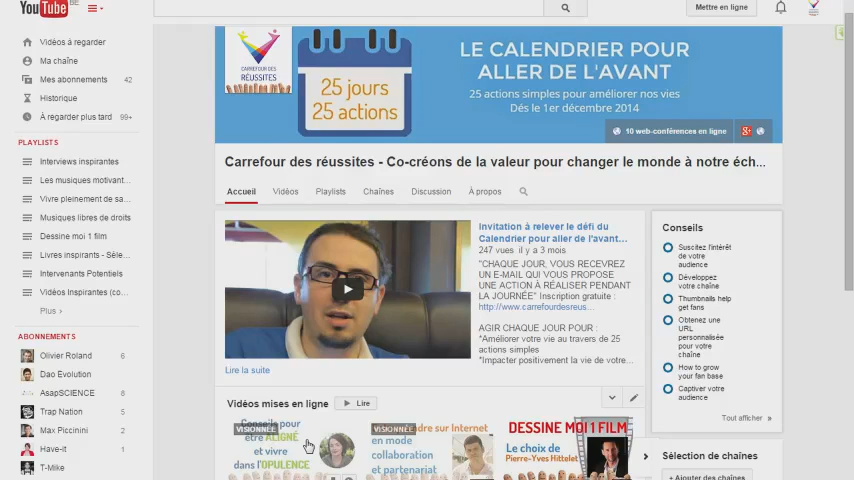 YouTube BE
Mettre en ligne
Vidéos à regarder
Ma chaîne
Mes abonnements 42
Historique
À regarder plus tard 99+
PLAYLISTS
Interviews inspirantes
Les musiques motivant...
Vivre pleinement de sa...
Musiques libres de droits
Dessine moi 1 film
Livres inspirants - Séle...
Intervenants Potentiels
Vidéos Inspirantes (co...
Plus ›
ABONNEMENTS
Olivier Roland 6
Dao Evolution
AsapSCIENCE 8
Trap Nation 5
Max Piccinini 2
Have-It 1
T-Mike
CARREFOUR DES
RÉUSSITES
25 jours
25 actions
LE CALENDRIER POUR
ALLER DE L'AVANT
25 actions simples pour améliorer nos vies
Dés le 1er décembre 2014
10 web-conférences en ligne
Carrefour des réussites - Co-créons de la valeur pour changer le monde à notre éch...
Accueil Vidéos Playlists Chaînes Discussion À propos
Invitation à relever le défi du
Calendrier pour aller de l'avant...
247 vues il y a 3 mois
"CHAQUE JOUR, VOUS RECEVREZ
UN E-MAIL QUI VOUS PROPOSE
UNE ACTION À RÉALISER PENDANT
LA JOURNÉE" Inscription gratuite :
http://www.carrefourdesreus...
AGIR CHAQUE JOUR POUR :
*Améliorer votre vie au travers de 25
actions simples
*Impacter positivement la vie de votre...
Lire la suite
Vidéos mises en ligne Lire
Conseils pour
VISIONNÉE
être ALIGNÉ
et vivre
dans l'OPULENCE
VISIONNÉE
dre sur Internet
en mode
collaboration
et partenariat
DESSINE MOI 1 FILM
Le choix de
Pierre-Yves Hittelet
Conseils
Suscitez l'intérêt
de votre
audience
Développez
votre chaîne
Thumbnails help
get fans
Obtenez une
URL
personnalisée
pour votre
chaîne
How to grow
your fan base
Captiver votre
audience
Tout afficher »
Sélection de chaînes
+ Ajouter des chaînes